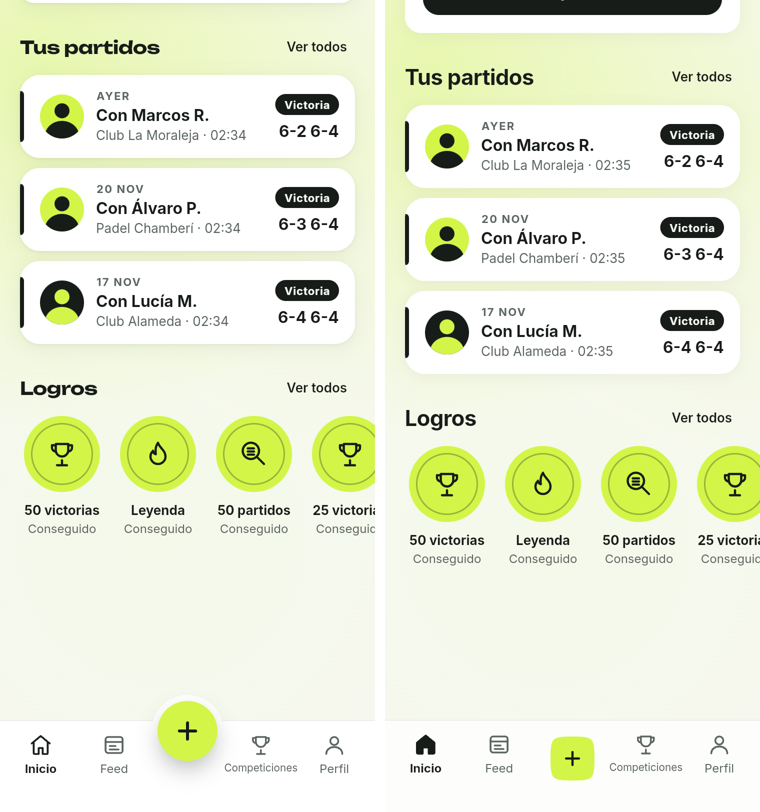 Tus partidos
Ver todos
AYER
Con Marcos R.
Club La Moraleja · 02:34
Victoria
6-2 6-4
20 NOV
Con Álvaro P.
Padel Chamberí · 02:34
Victoria
6-3 6-4
17 NOV
Con Lucía M.
Club Alameda · 02:34
Victoria
6-4 6-4
Logros
Ver todos
50 victorias
Conseguido
Leyenda
Conseguido
50 partidos
Conseguido
25 victoria
Conseguid
Inicio
Feed
Competiciones
Perfil
Tus partidos
Ver todos
AYER
Con Marcos R.
Club La Moraleja · 02:35
Victoria
6-2 6-4
20 NOV
Con Álvaro P.
Padel Chamberí · 02:35
Victoria
6-3 6-4
17 NOV
Con Lucía M.
Club Alameda · 02:35
Victoria
6-4 6-4
Logros
Ver todos
50 victorias
Conseguido
Leyenda
Conseguido
50 partidos
Conseguido
25 victoria
Conseguid
Inicio
Feed
Competiciones
Perfil